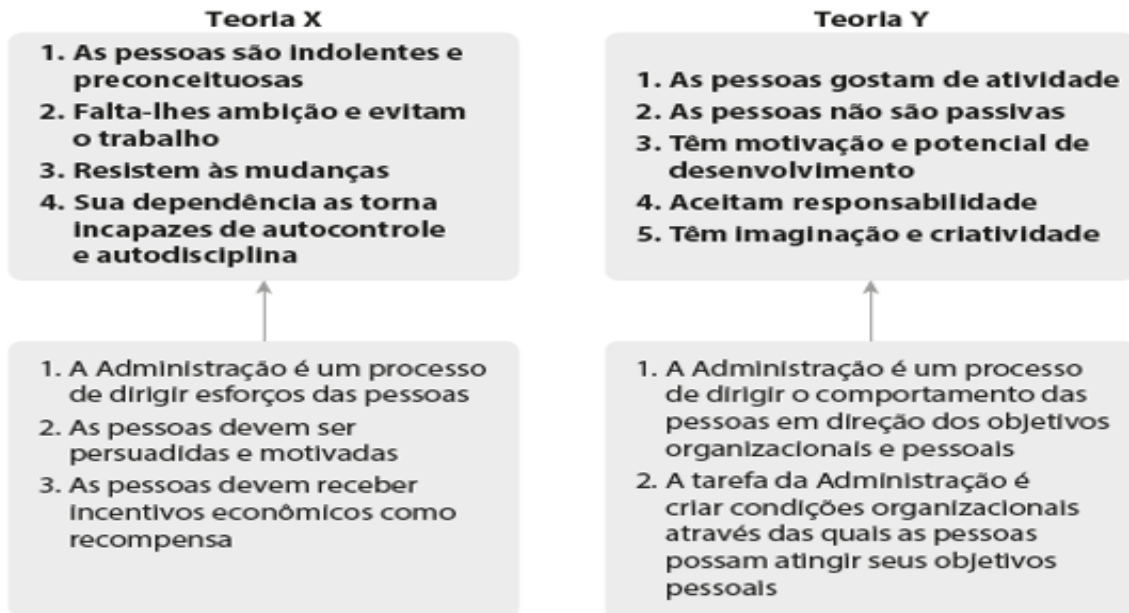 Teoria X
1. As pessoas são indolentes e
preconceituosas
2. Falta-lhes ambição e evitam
o trabalho
3. Resistem às mudanças
4. Sua dependência as torna
incapazes de autocontrole
e autodisciplina
1. A Administração é um processo
de dirigir esforços das pessoas
2. As pessoas devem ser
persuadidas e motivadas
3. As pessoas devem receber
incentivos econômicos como
recompensa
Teoria Y
1. As pessoas gostam de atividade
2. As pessoas não são passivas
3. Têm motivação e potencial de
desenvolvimento
4. Aceitam responsabilidade
5. Têm imaginação e criatividade
1. A Administração é um processo
de dirigir o comportamento das
pessoas em direção dos objetivos
organizacionais e pessoais
2. A tarefa da Administração é
criar condições organizacionais
através das quais as pessoas
possam atingir seus objetivos
pessoais